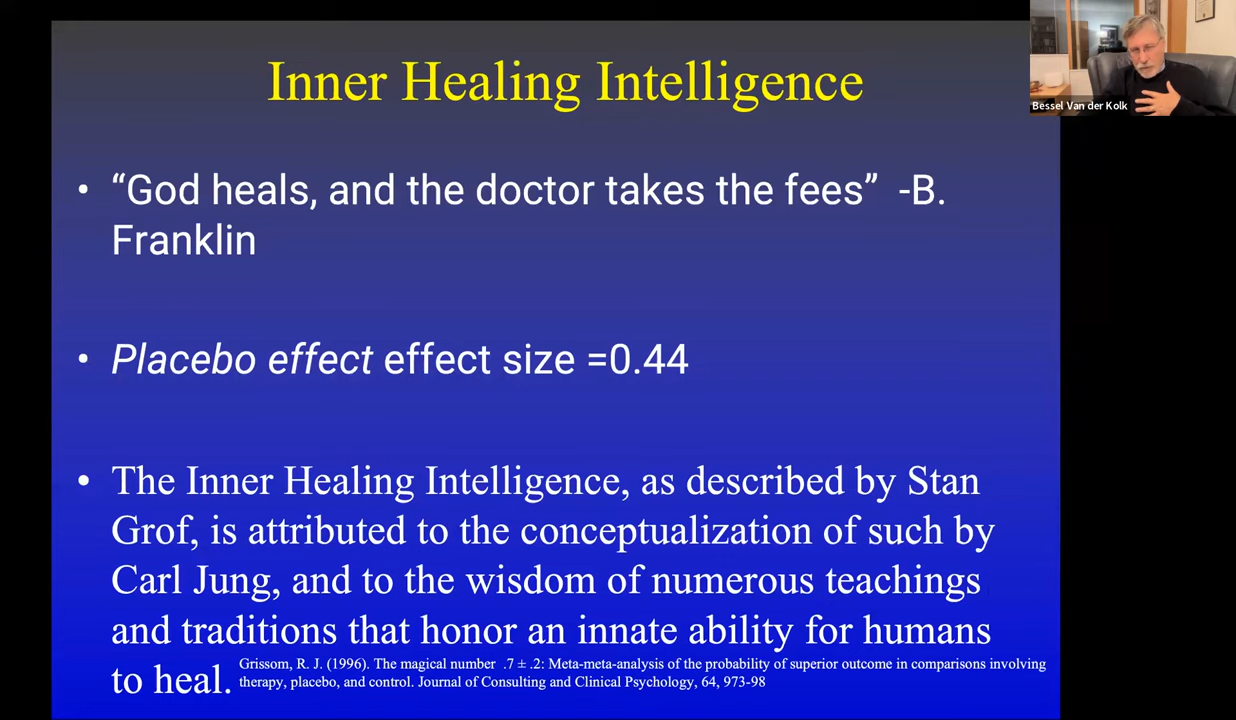 Inner Healing Intelligence
Bessel Van der Kolk
• “God heals, and the doctor takes the fees” -B.
Franklin
• Placebo effect effect size =0.44
• The Inner Healing Intelligence, as described by Stan
Grof, is attributed to the conceptualization of such by
Carl Jung, and to the wisdom of numerous teachings
and traditions that honor an innate ability for humans
to heal.
Grissom, R. J. (1996). The magical number .7 ± .2: Meta-meta-analysis of the probability of superior outcome in comparisons involving
therapy, placebo, and control. Journal of Consulting and Clinical Psychology, 64, 973-98